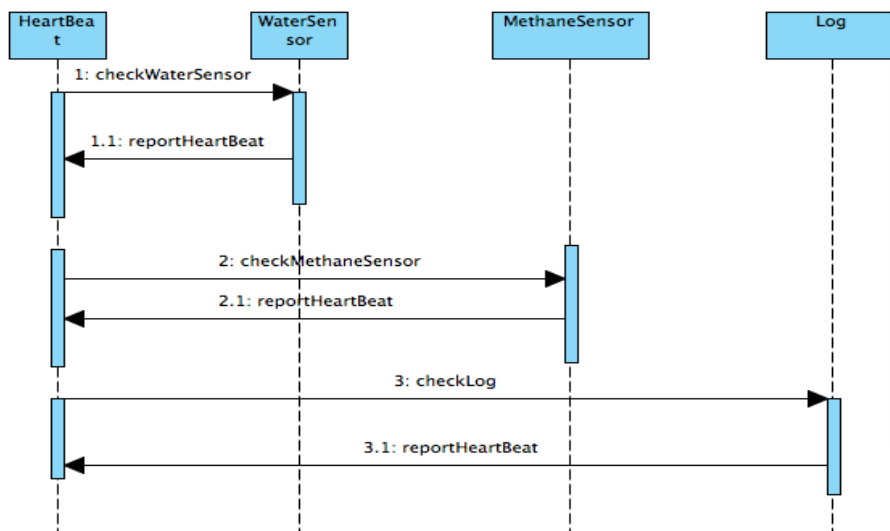 HeartBea
t
WaterSen
sor
MethaneSensor
Log
1: checkWaterSensor
1.1: reportHeartBeat
2: checkMethaneSensor
2.1: reportHeartBeat
3: checkLog
3.1: reportHeartBeat